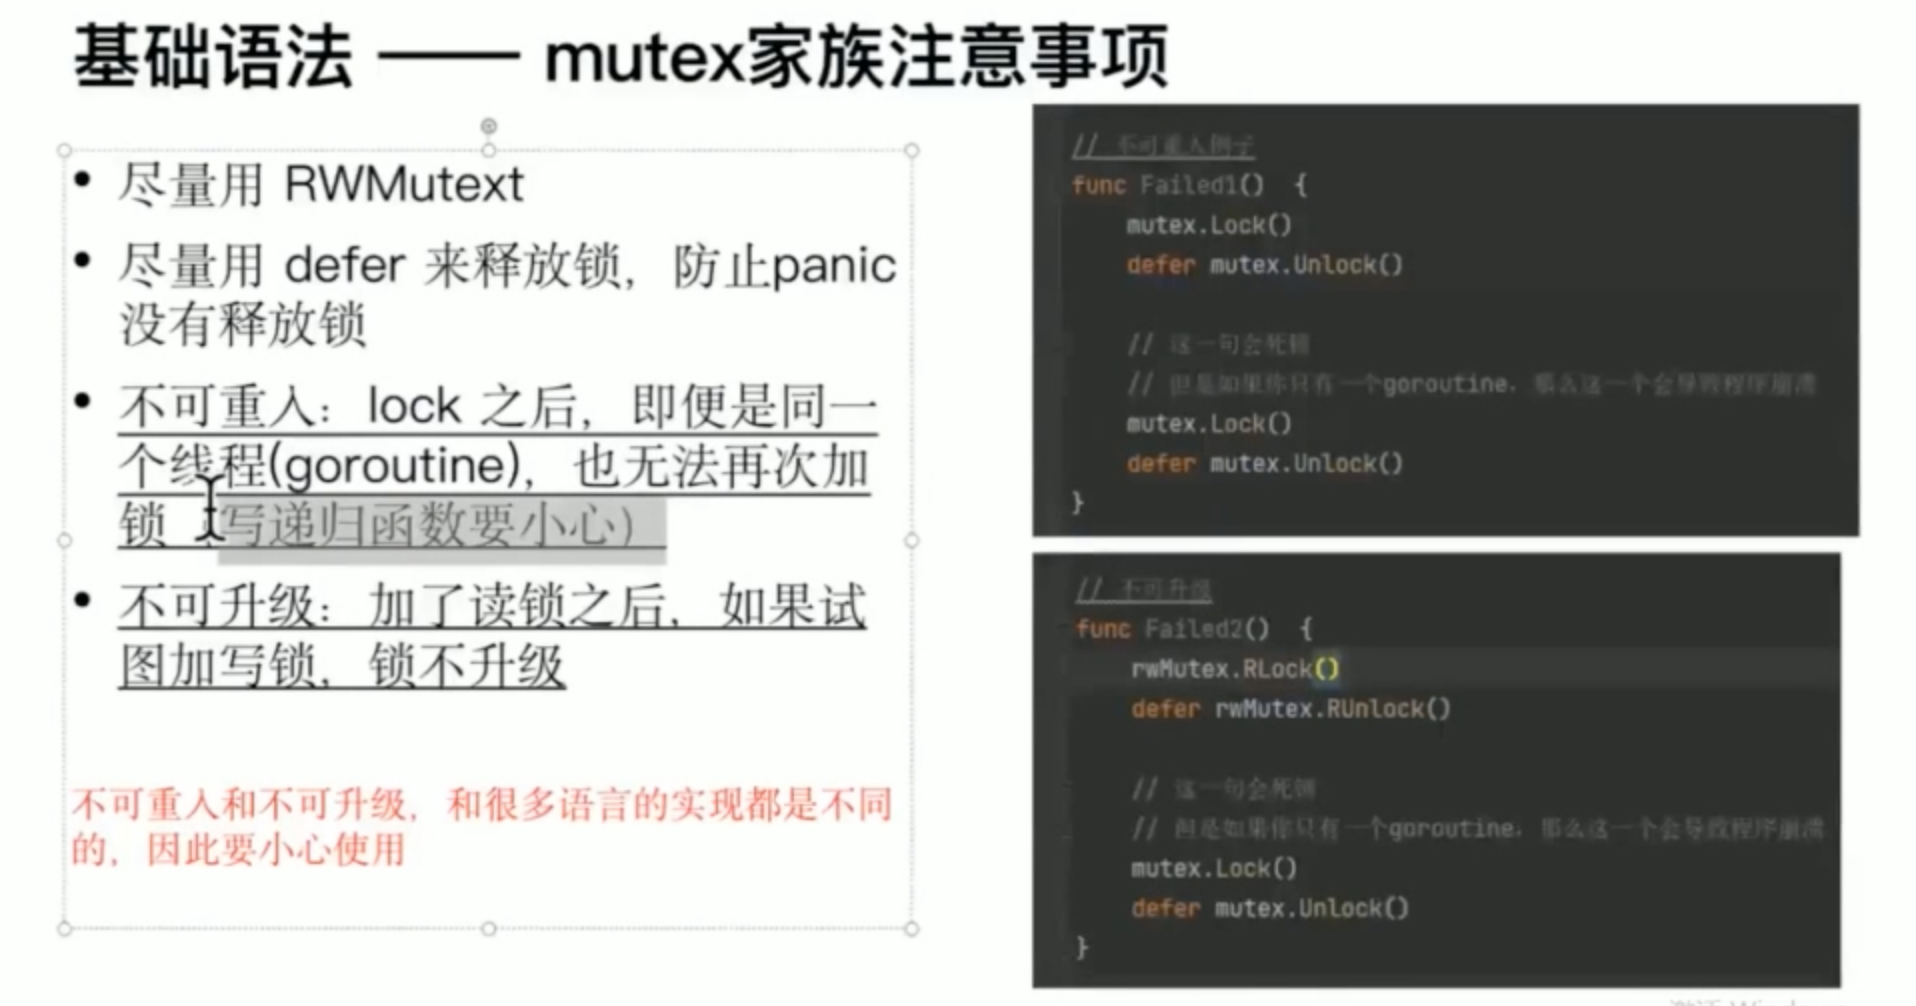 基础语法 —— mutex家族注意事项
• 尽量用 RWMutext
• 尽量用 defer 来释放锁，防止panic
没有释放锁
• 不可重入：lock 之后，即便是同一
个线程(goroutine)，也无法再次加
锁（写递归函数要小心）
• 不可升级：加了读锁之后，如果试
图加写锁，锁不升级
不可重入和不可升级，和很多语言的实现都是不同
的，因此要小心使用
// 不可重入例子
func Failed1() {
mutex.Lock()
defer mutex.Unlock()
// 这一句会死锁
// 但是如果你只有一个goroutine，那么这一个会导致程序崩溃
mutex.Lock()
defer mutex.Unlock()
}
// 不可升级
func Failed2() {
rwMutex.RLock()
defer rwMutex.RUnlock()
// 这一句会死锁
// 但是如果你只有一个goroutine，那么这一个会导致程序崩溃
mutex.Lock()
defer mutex.Unlock()
}